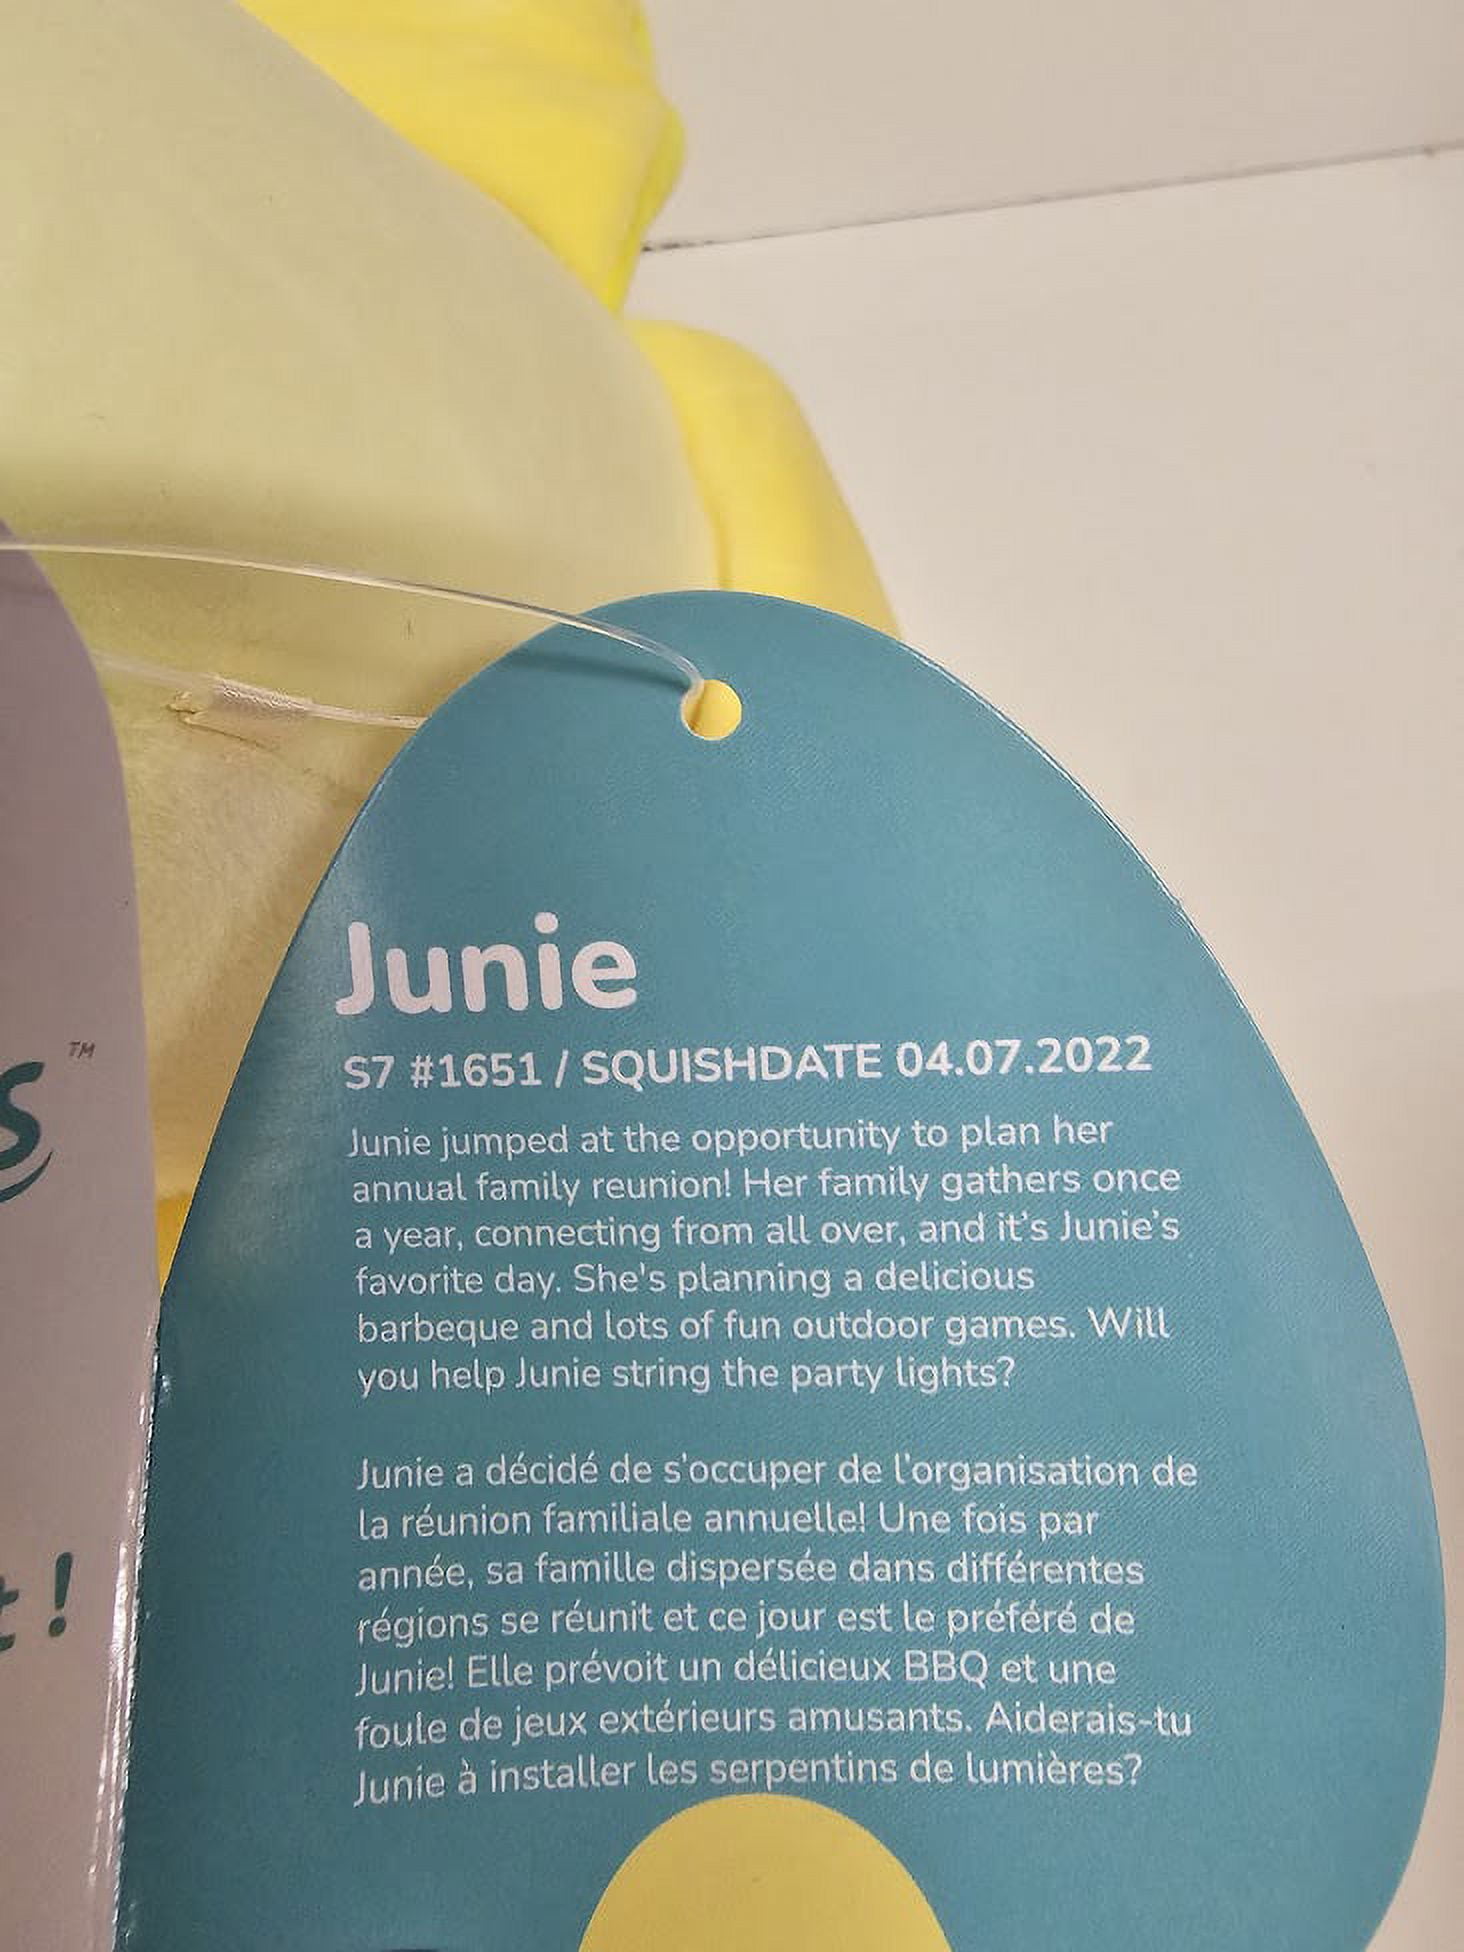 Junie
S7 #1651 / SQUISHDATE 04.07.2022
Junie jumped at the opportunity to plan her
annual family reunion! Her family gathers once
a year, connecting from all over, and it's Junie's
favorite day. She's planning a delicious
barbeque and lots of fun outdoor games. Will
you help Junie string the party lights?
Junie a décidé de s'occuper de l'organisation de
la réunion familiale annuelle! Une fois par
année, sa famille dispersée dans différentes
régions se réunit et ce jour est le préféré de
Junie! Elle prévoit un délicieux BBQ et une
foule de jeux extérieurs amusants. Aiderais-tu
Junie à installer les serpentins de lumières?
TM